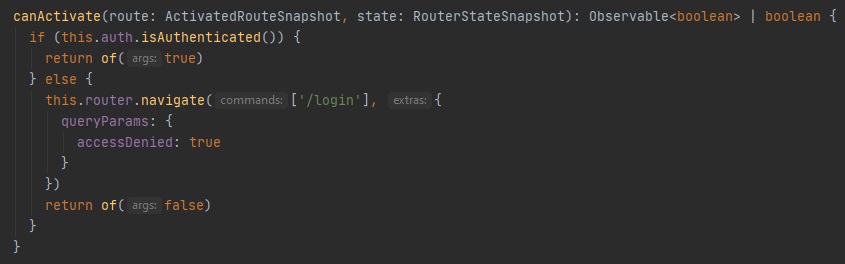 canActivate(route: ActivatedRouteSnapshot, state: RouterStateSnapshot): Observable<boolean> | boolean {
  if (this.auth.isAuthenticated()) {
    return of( args: true)
  } else {
    this.router.navigate( commands: ['/login'], extras: {
      queryParams: {
        accessDenied: true
      }
    })
    return of( args: false)
  }
}